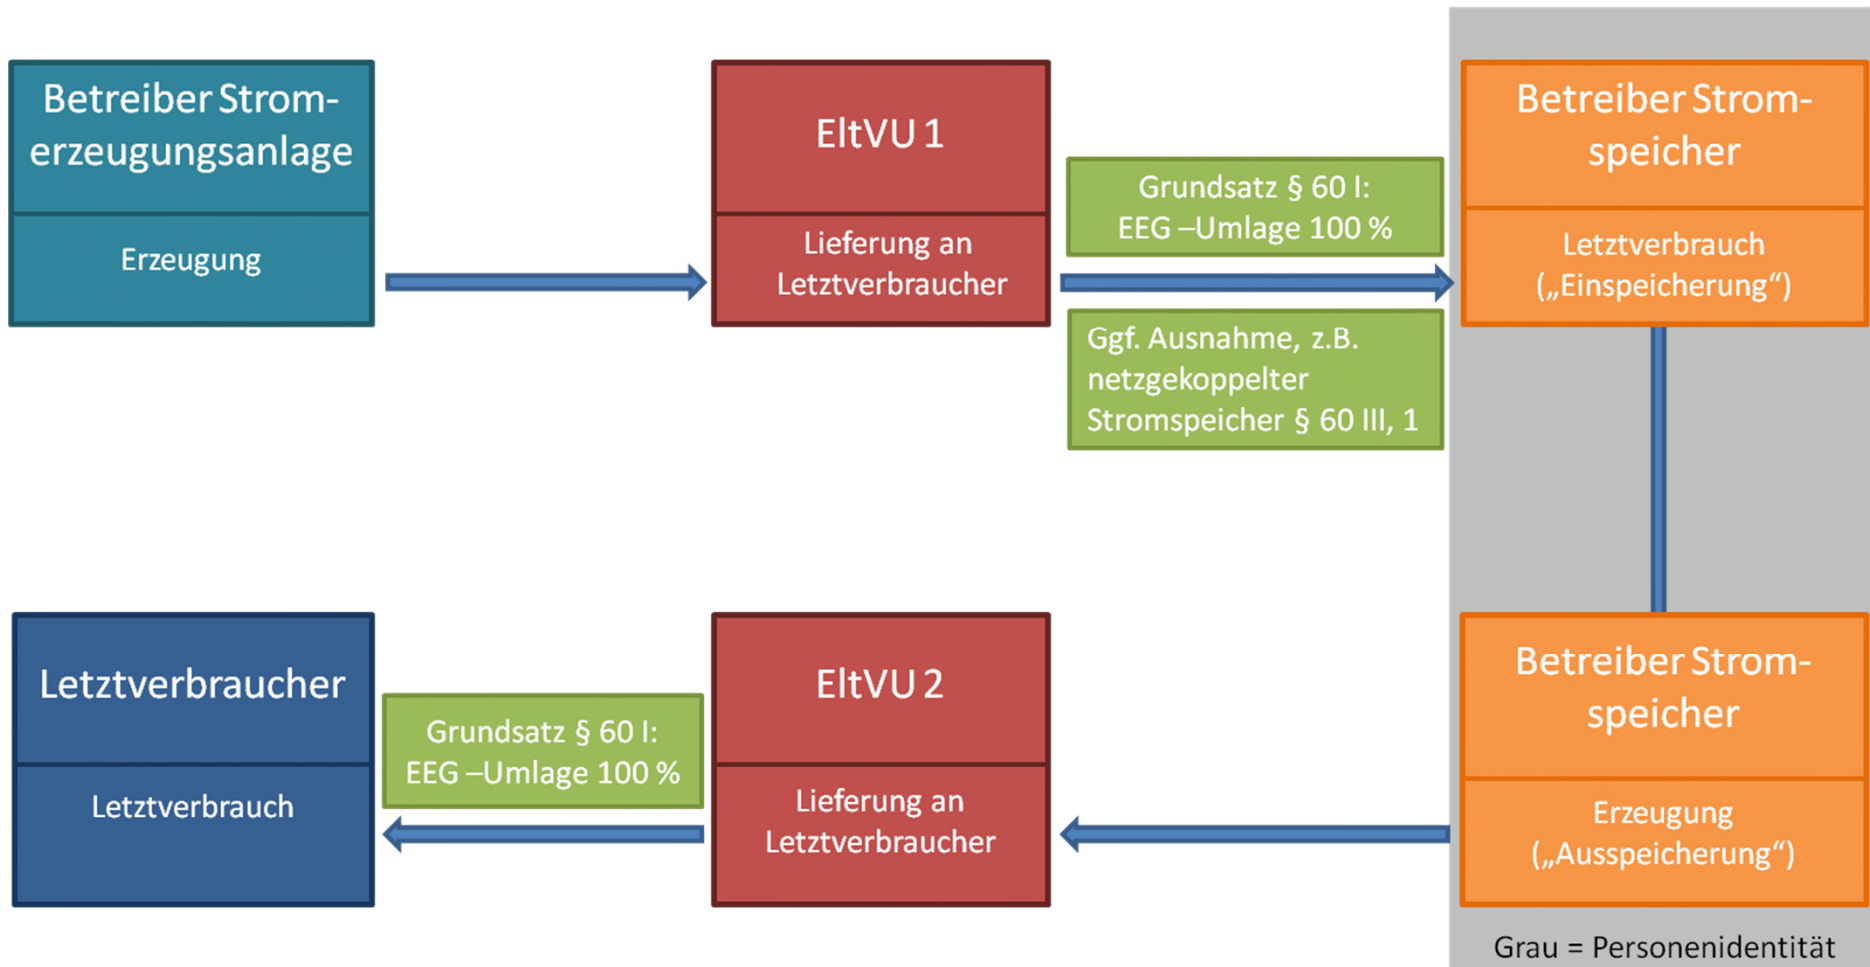 Betreiber Strom-
erzeugungsanlage
Erzeugung
EltVU 1
Lieferung an
Letztverbraucher
Grundsatz § 60 I:
EEG –Umlage 100 %
Ggf. Ausnahme, z.B.
netzgekoppelter
Stromspeicher § 60 III, 1
Betreiber Strom-
speicher
Letztverbrauch
(„Einspeicherung“)
Letztverbraucher
Letztverbrauch
Grundsatz § 60 I:
EEG –Umlage 100 %
EltVU 2
Lieferung an
Letztverbraucher
Betreiber Strom-
speicher
Erzeugung
(„Ausspeicherung“)
Grau = Personenidentität